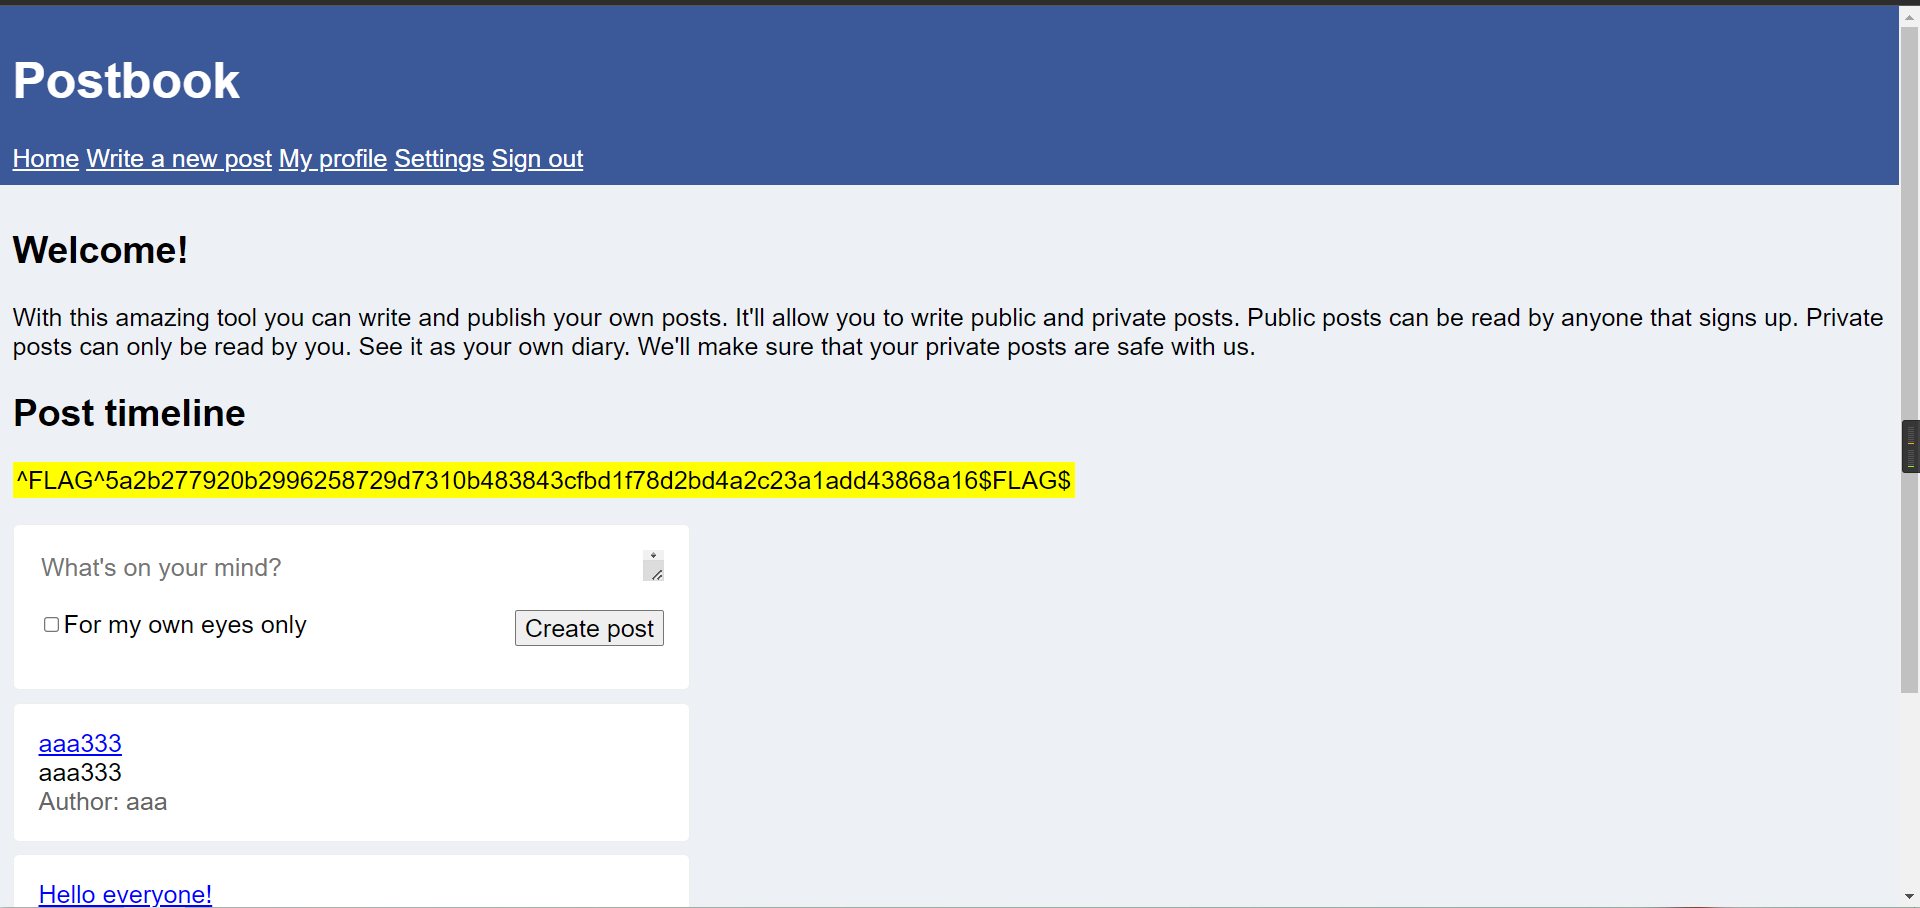 Postbook
Home Write a new post My profile Settings Sign out
Welcome!
With this amazing tool you can write and publish your own posts. It'll allow you to write public and private posts. Public posts can be read by anyone that signs up. Private
posts can only be read by you. See it as your own diary. We'll make sure that your private posts are safe with us.
Post timeline
^FLAG^5a2b277920b2996258729d7310b483843cfbd1f78d2bd4a2c23a1add43868a16$FLAG$
What's on your mind?
For my own eyes only
Create post
aaa333
aaa333
Author: aaa
Hello everyone!